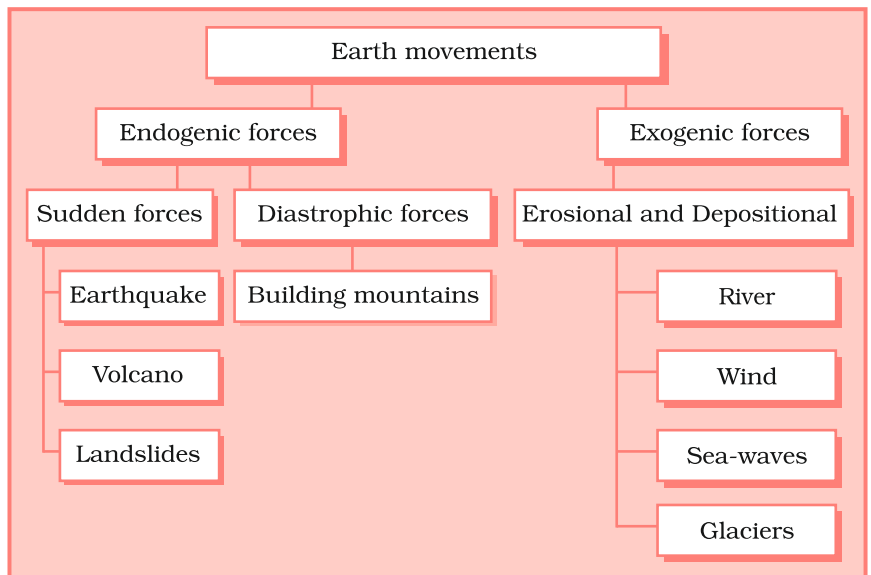 Earth movements
Endogenic forces
Exogenic forces
Sudden forces
Diastrophic forces
Erosional and Depositional
Earthquake
Building mountains
River
Volcano
Wind
Landslides
Sea-waves
Glaciers